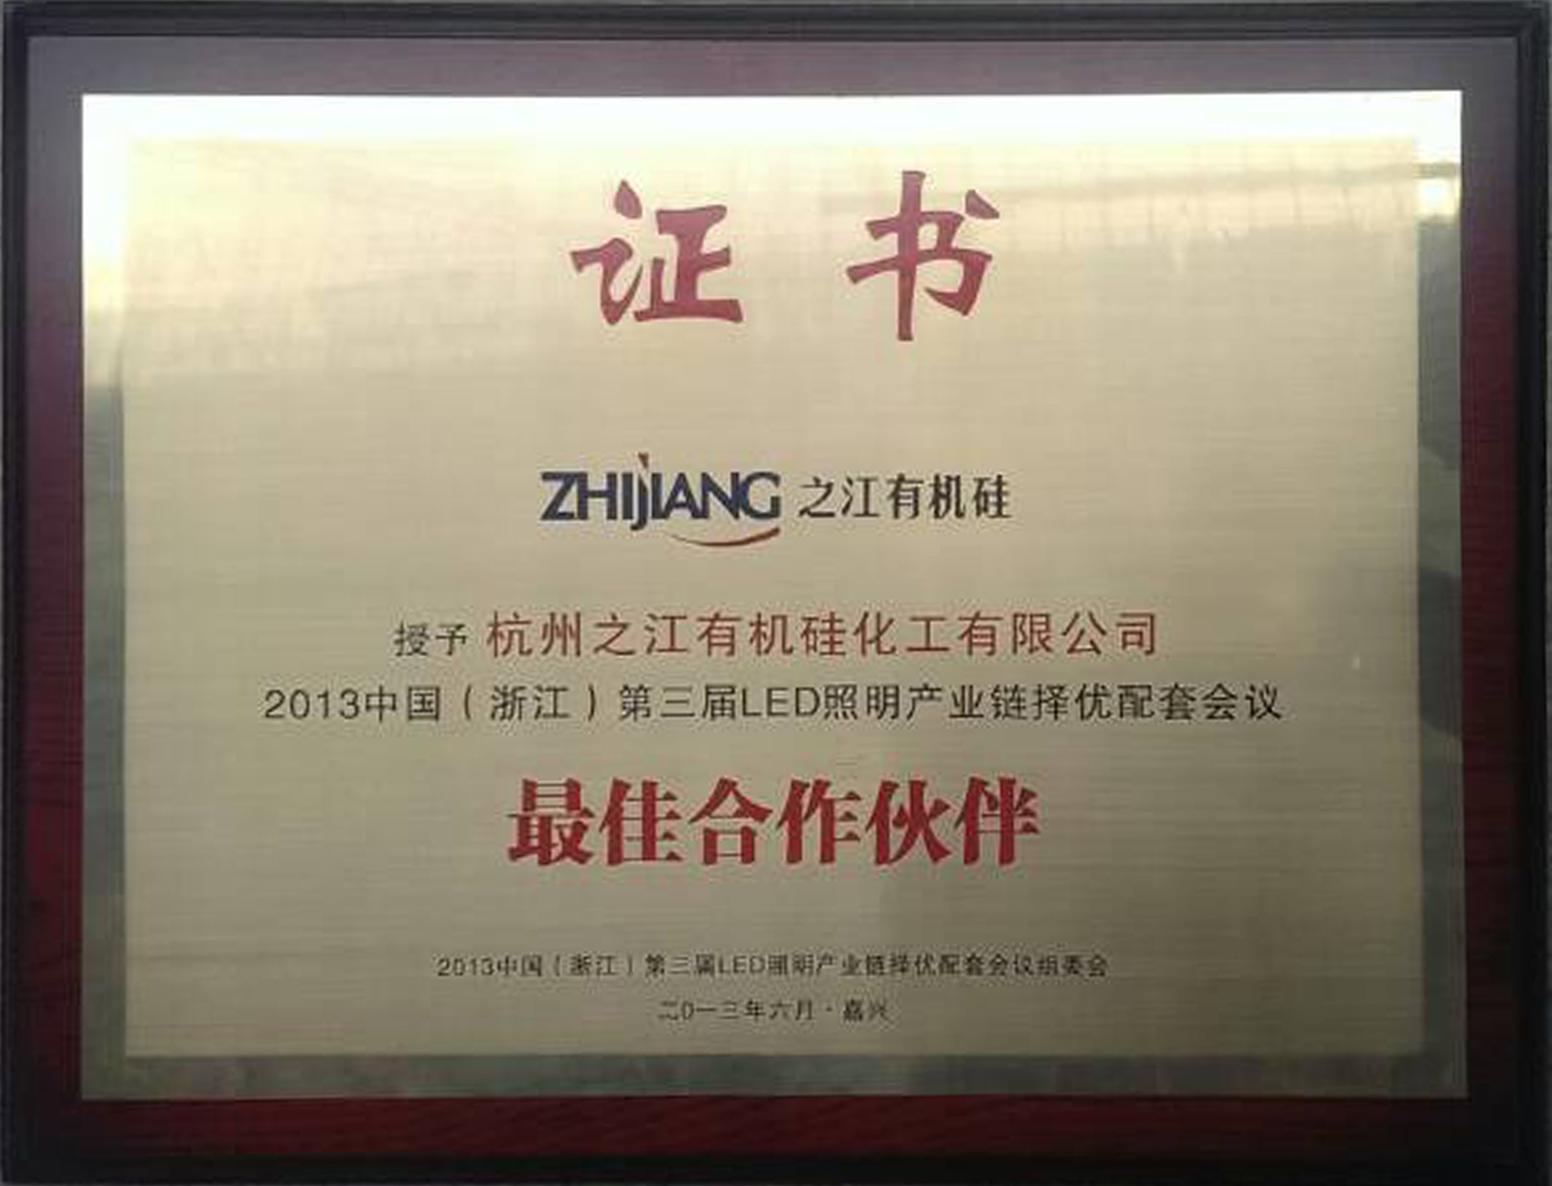 证书
ZHIJIANG 之江有机硅
授予 杭州之江有机硅化工有限公司
2013中国（浙江）第三届LED照明产业链择优配套会议
最佳合作伙伴
2013中国（浙江）第三届LED照明产业链择优配套会议组委会
二0一三年六月·嘉兴